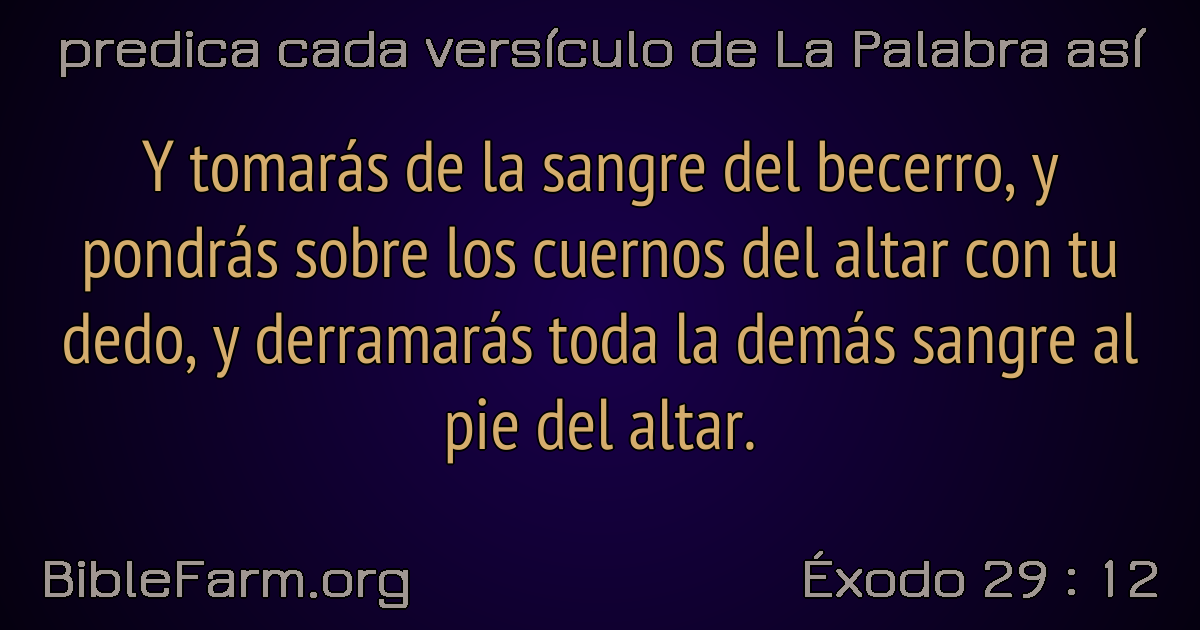 predica cada versículo de La Palabra así
Y tomarás de la sangre del becerro, y
pondrás sobre los cuernos del altar con tu
dedo, y derramarás toda la demás sangre al
pie del altar.
BibleFarm.org
Éxodo 29 : 12